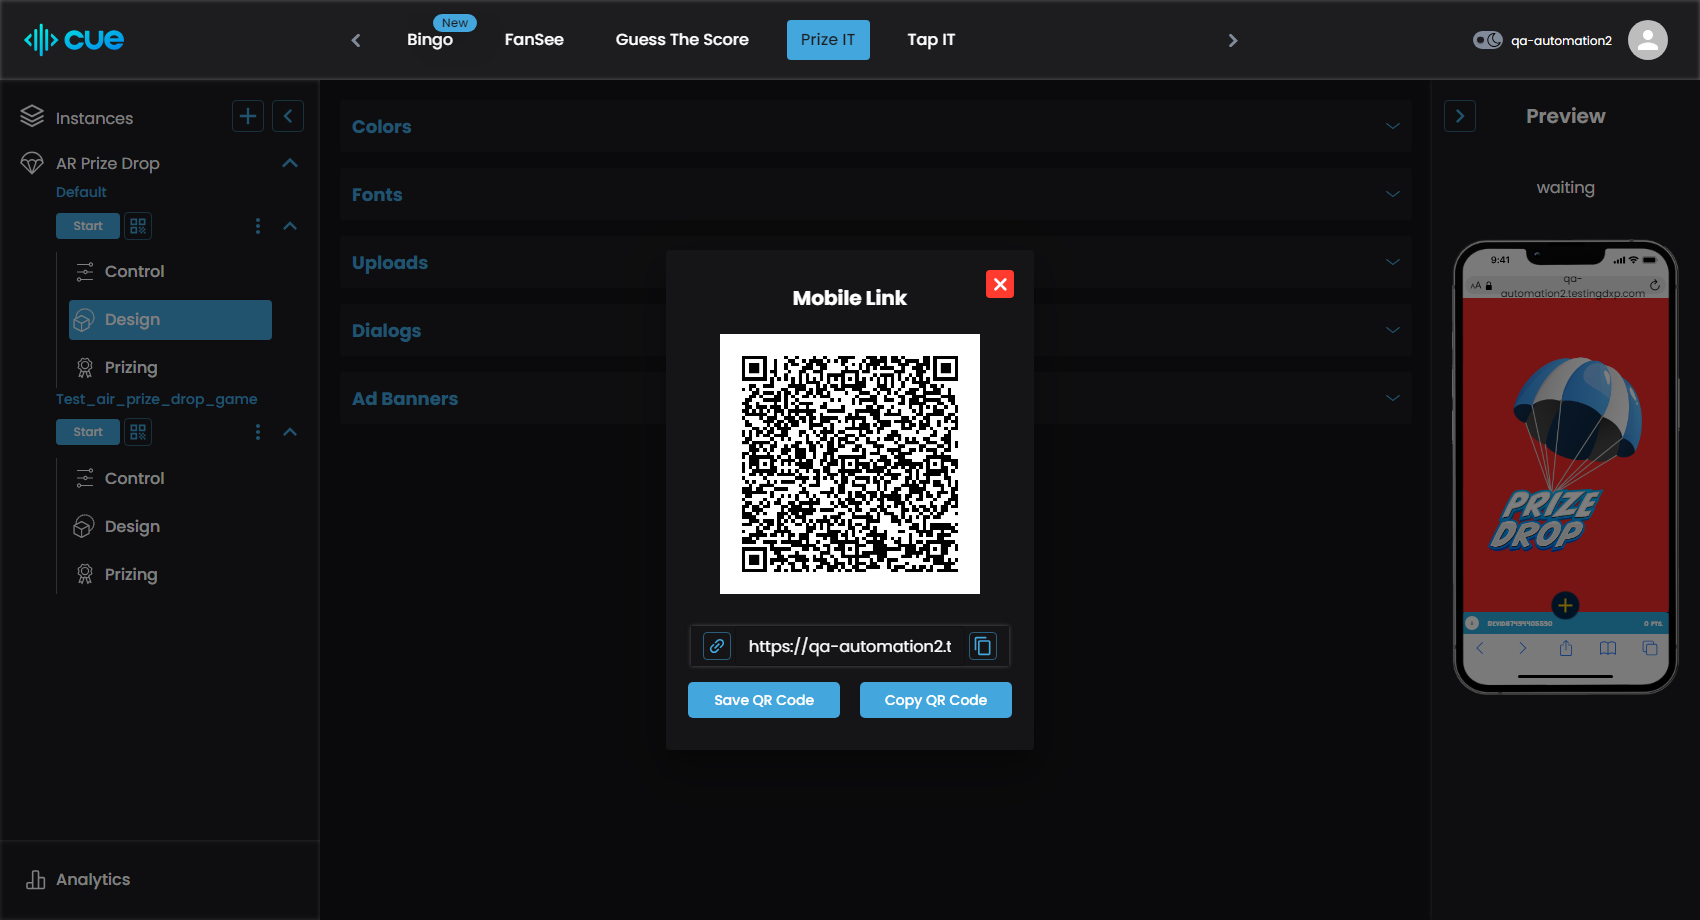 cue
New
Bingo
FanSee
Guess The Score
Prize IT
Tap IT
qa-automation2
Instances
AR Prize Drop
Default
Start
Control
Design
Prizing
Test_air_prize_drop_game
Start
Control
Design
Prizing
Analytics
Colors
Fonts
Uploads
Dialogs
Ad Banners
Mobile Link
https://qa-automation2.t
Save QR Code
Copy QR Code
Preview
waiting
9:41
AA
qa-
automation2.testingdxp.com
PRIZE
DROP
0 PTS.